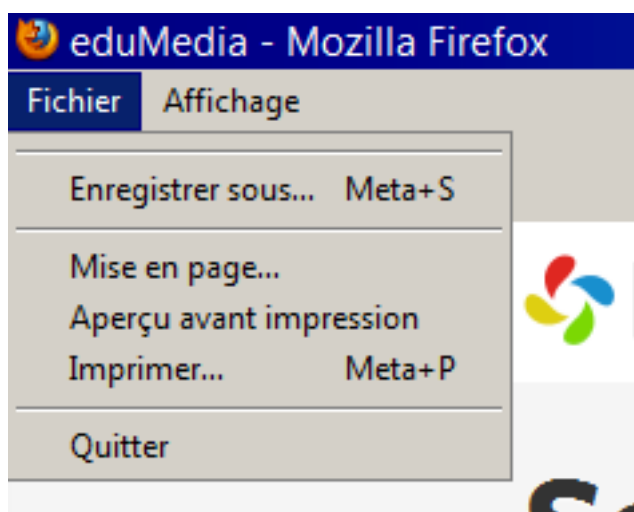 eduMedia - Mozilla Firefox
Fichier Affichage
Enregistrer sous... Meta+S
Mise en page...
Aperçu avant impression
Imprimer... Meta+P
Quitter